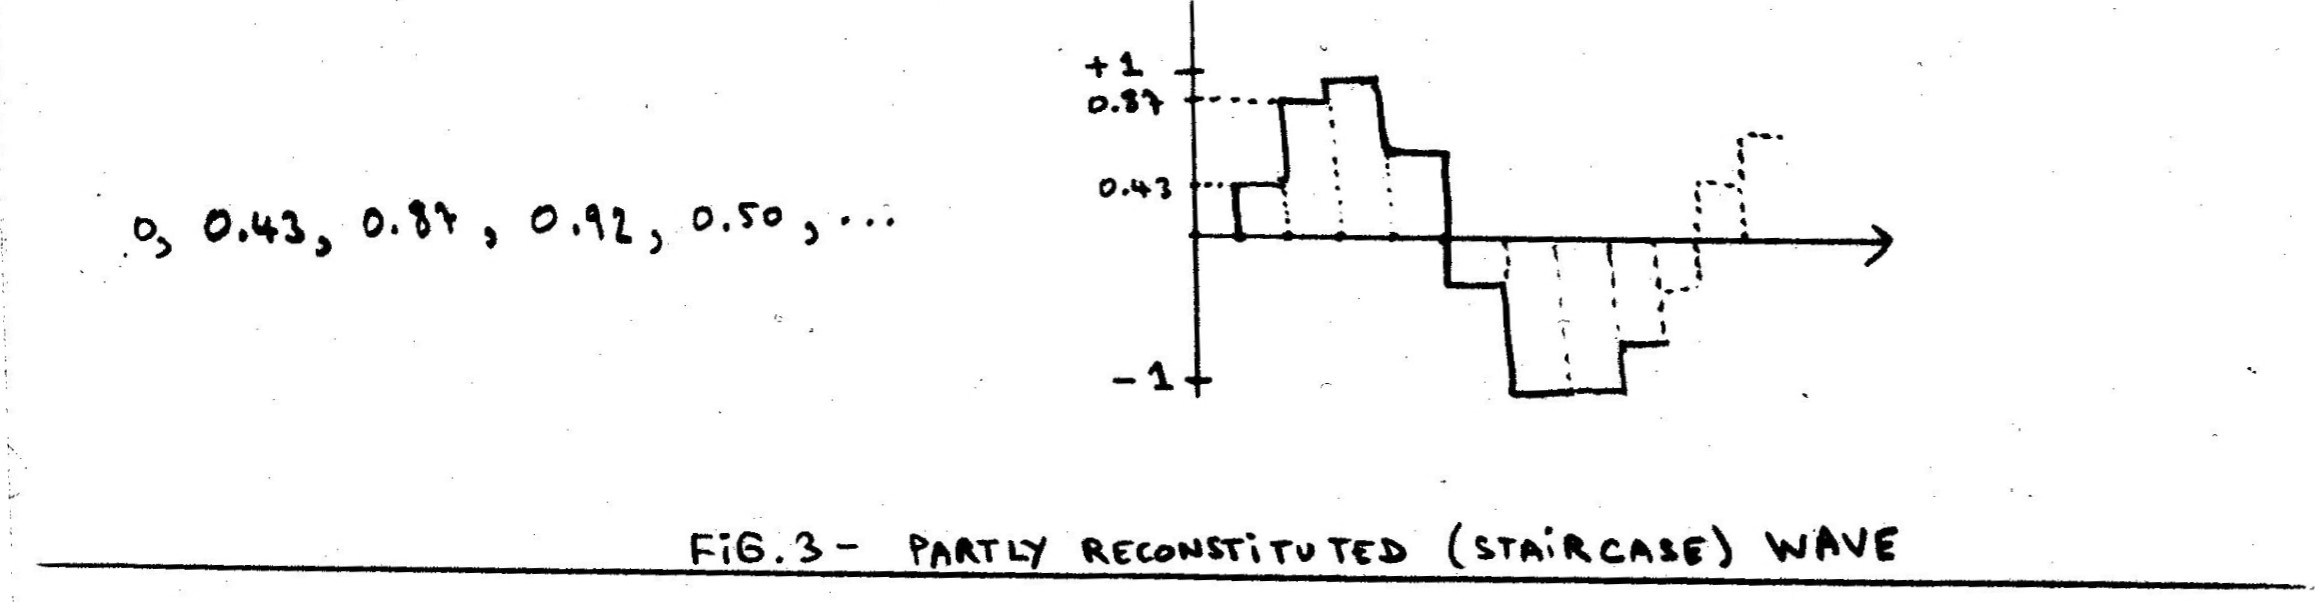 +1
0.87
0.43
0, 0.43, 0.87, 0.92, 0.50, ...
-1
FiG.3- PARTLY RECONSTiTUTED (STAiRCASE) WAVE